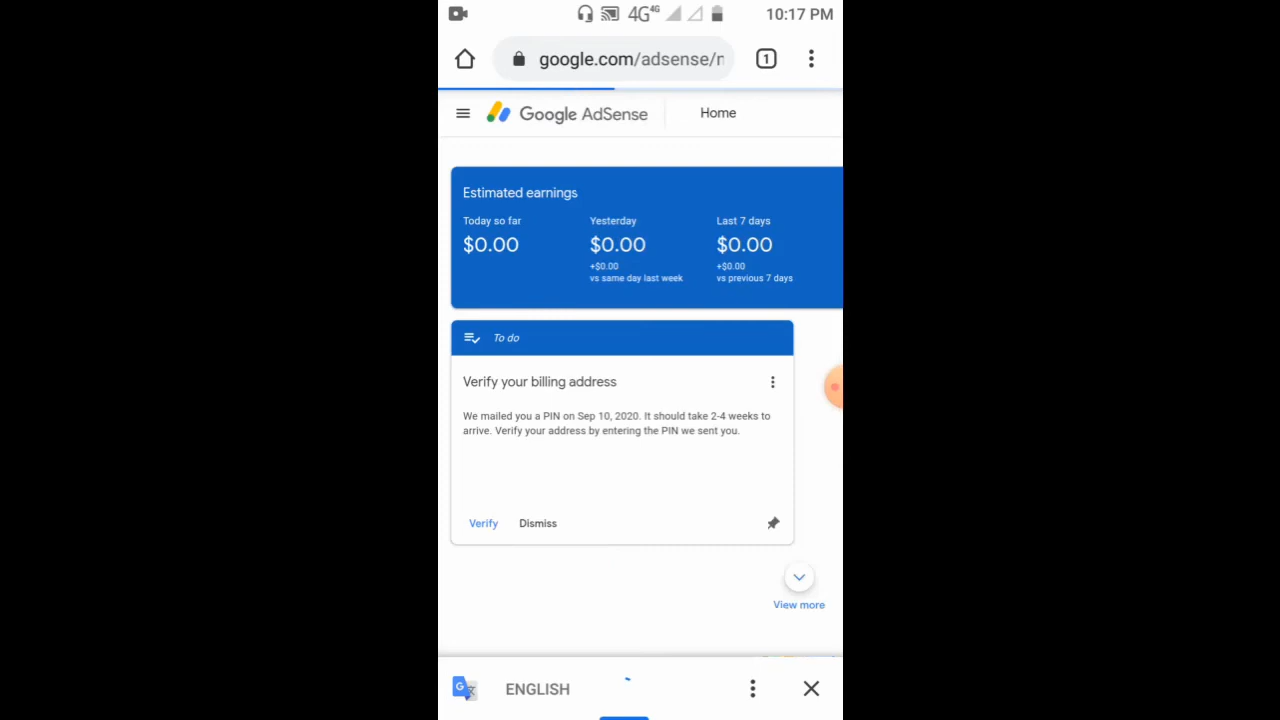 4G 4G 10:17 PM
google.com/adsense/n
1
Google AdSense Home
Estimated earnings
Today so far Yesterday Last 7 days
$0.00 $0.00 $0.00
+$0.00 +$0.00
vs same day last week vs previous 7 days
To do
Verify your billing address
We mailed you a PIN on Sep 10, 2020. It should take 2-4 weeks to
arrive. Verify your address by entering the PIN we sent you.
Verify Dismiss
View more
ENGLISH